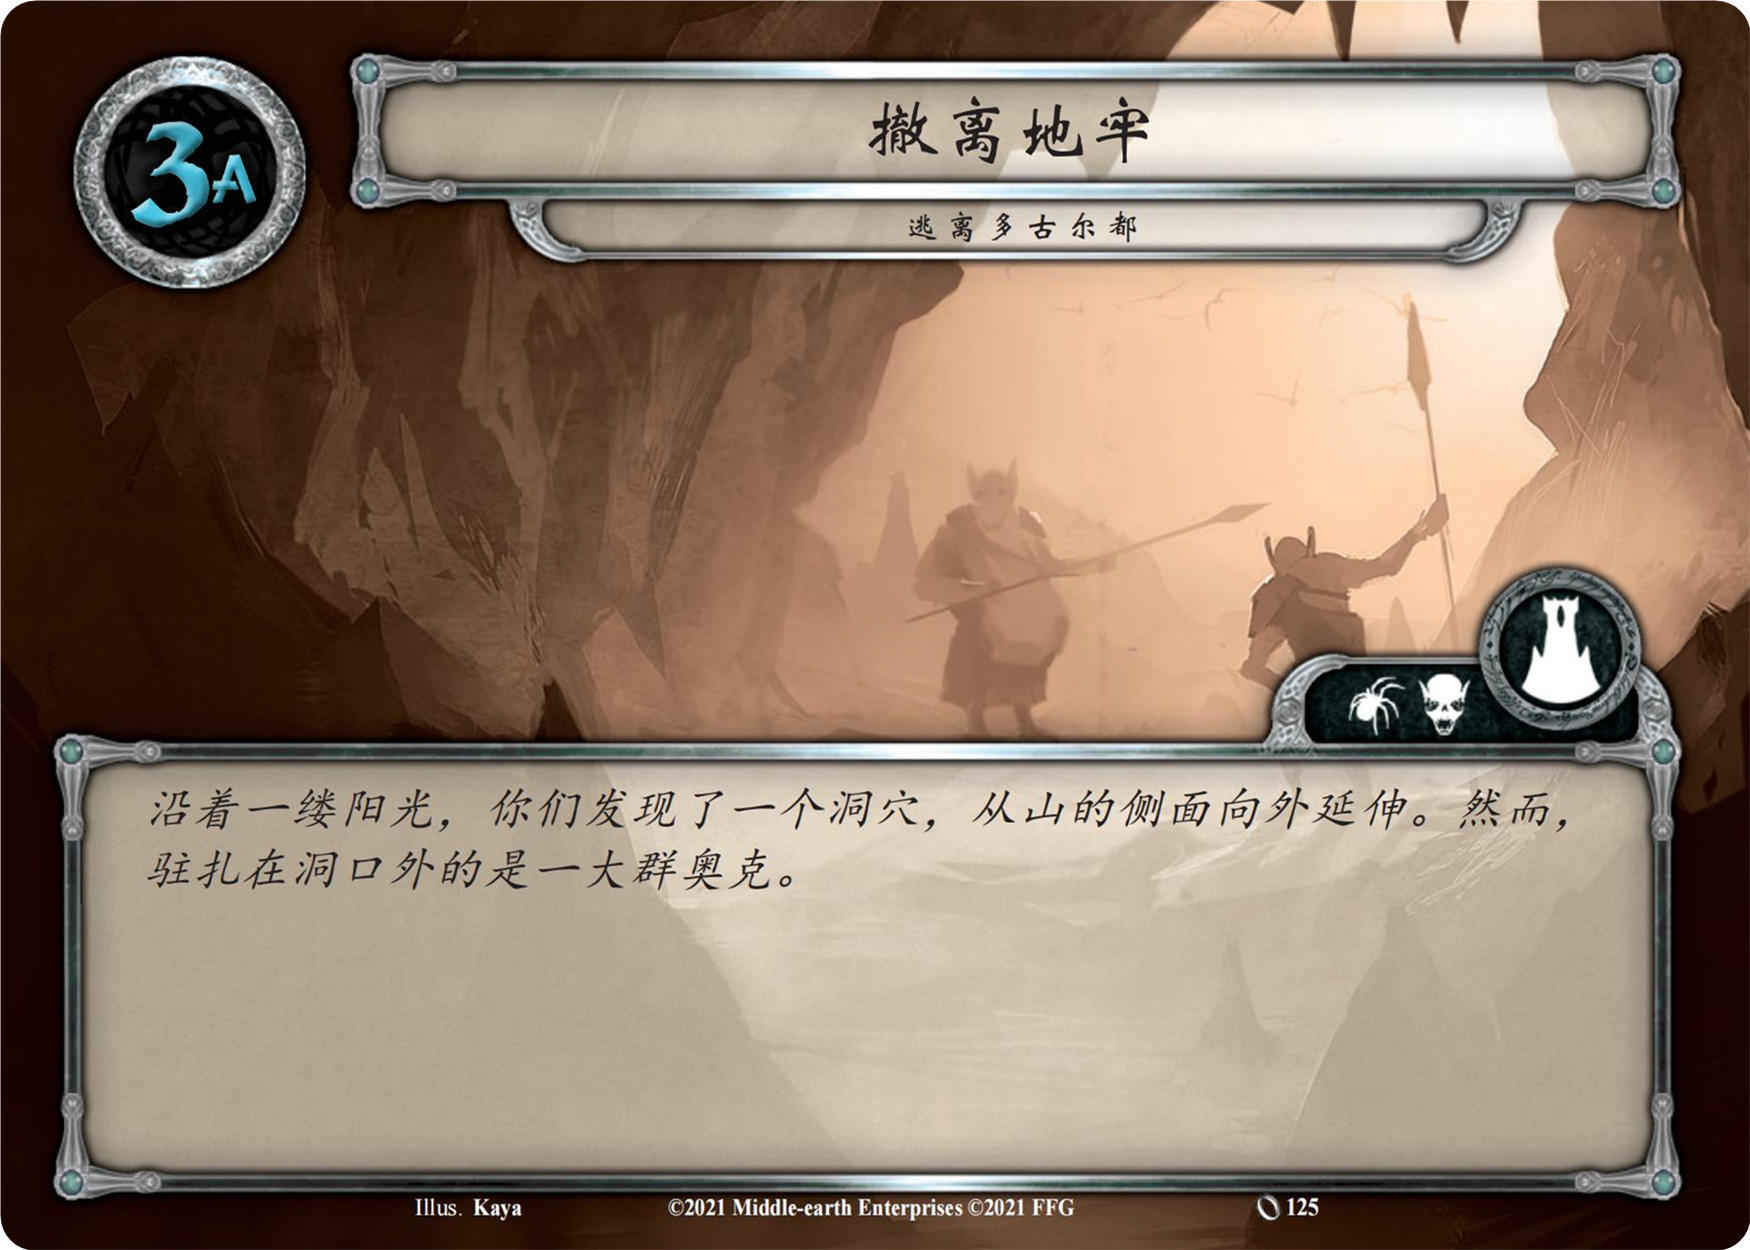 3A
撤离地牢
逃离多古尔都
沿着一缕阳光，你们发现了一个洞穴，从山的侧面向外延伸。然而，
驻扎在洞口外的是一大群奥克。
Illus. Kaya
©2021 Middle-earth Enterprises ©2021 FFG
125